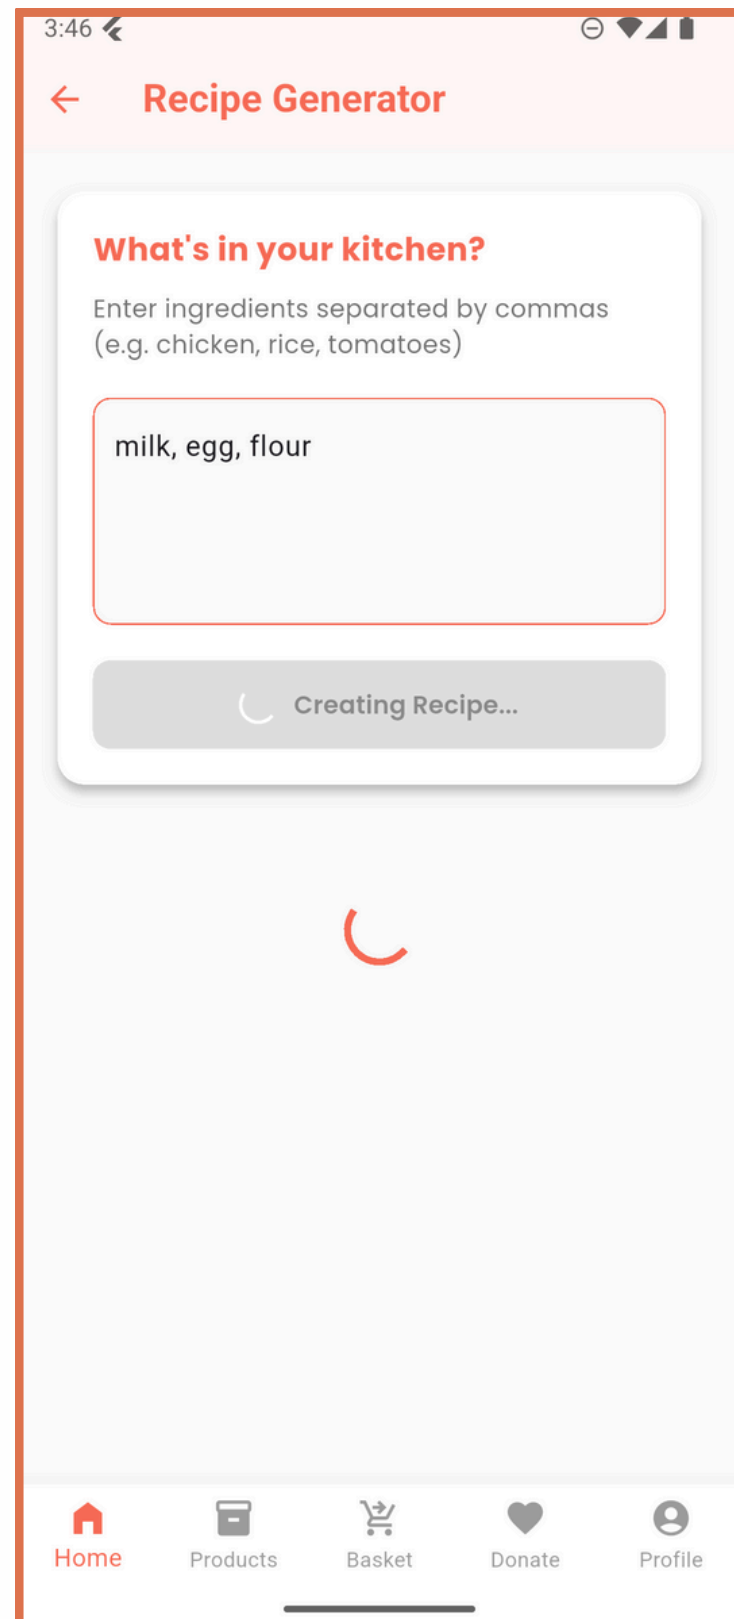 3:46
Recipe Generator
What's in your kitchen?
Enter ingredients separated by commas
(e.g. chicken, rice, tomatoes)
milk, egg, flour
Creating Recipe...
Home Products Basket Donate Profile